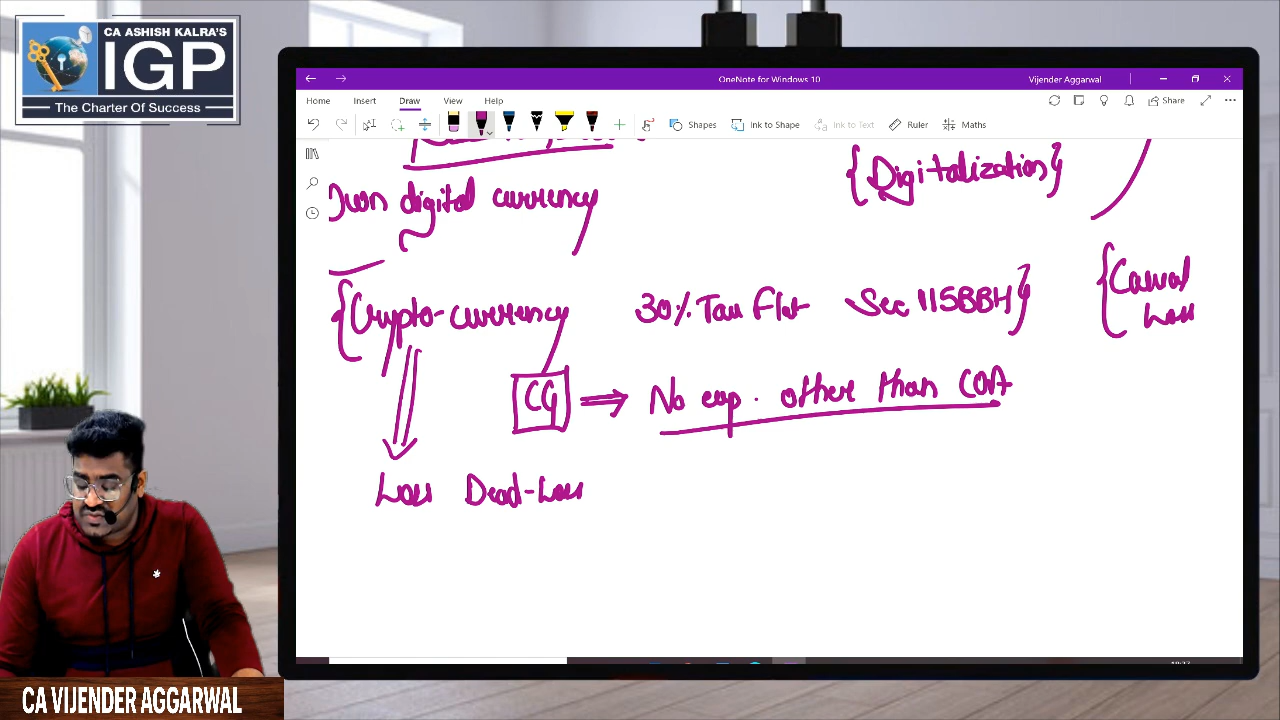 CA ASHISH KALRA'S
IGP
The Charter Of Success
OneNote for Windows 10
Vijender Aggarwal
Home Insert Draw View Help
Share
Shapes Ink to Shape Ink to Text Ruler Maths
{Digitalization}
own digital currency
{Crypto-currency 30% Tax Flat Sec 115BBH}
{Casual
Loss
CG ⇒ No exp. other than COA
Loss Dead-Loss
CA VIJENDER AGGARWAL